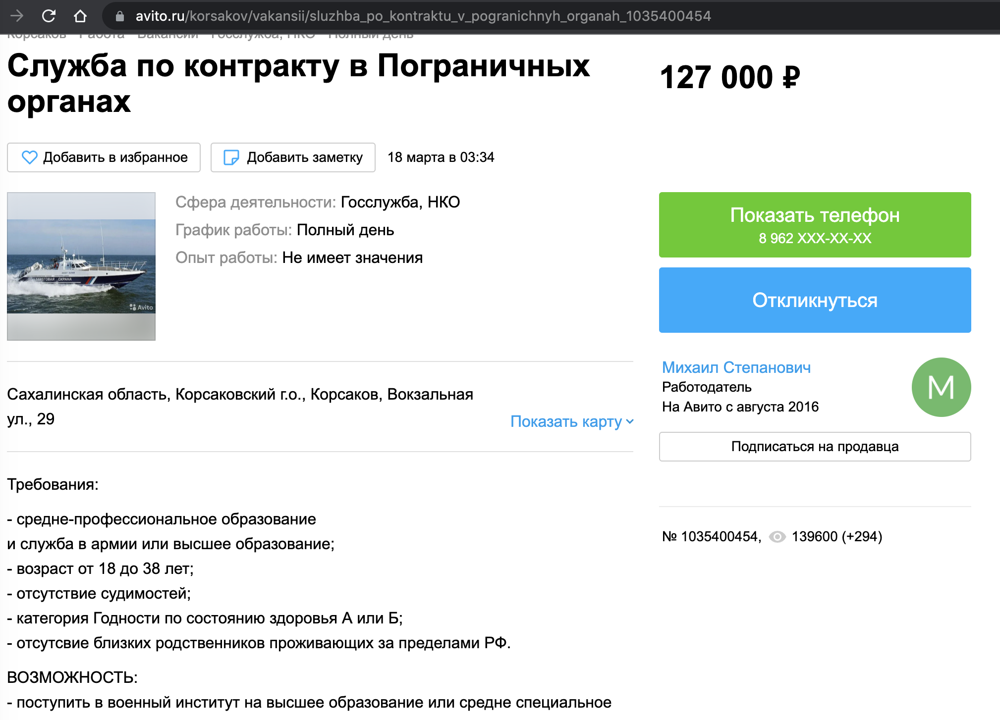 avito.ru/korsakov/vakansii/sluzhba_po_kontraktu_v_pogranichnyh_organah_1035400454
Корсаков Работа Вакансии Госслужба, НКО Полный день
Служба по контракту в Пограничных
органах
127 000 ₽
Добавить в избранное
Добавить заметку
18 марта в 03:34
Сфера деятельности: Госслужба, НКО
График работы: Полный день
Опыт работы: Не имеет значения
БЕРЕГОВАЯ ОХРАНА
Avito
Показать телефон
8 962 XXX-XX-XX
Откликнуться
Михаил Степанович
Работодатель
На Авито с августа 2016
М
Подписаться на продавца
№ 1035400454, 139600 (+294)
Сахалинская область, Корсаковский г.о., Корсаков, Вокзальная
ул., 29
Показать карту
Требования:
- средне-профессиональное образование
и служба в армии или высшее образование;
- возраст от 18 до 38 лет;
- отсутствие судимостей;
- категория Годности по состоянию здоровья А или Б;
- отсутсвие близких родственников проживающих за пределами РФ.
ВОЗМОЖНОСТЬ:
- поступить в военный институт на высшее образование или средне специальное